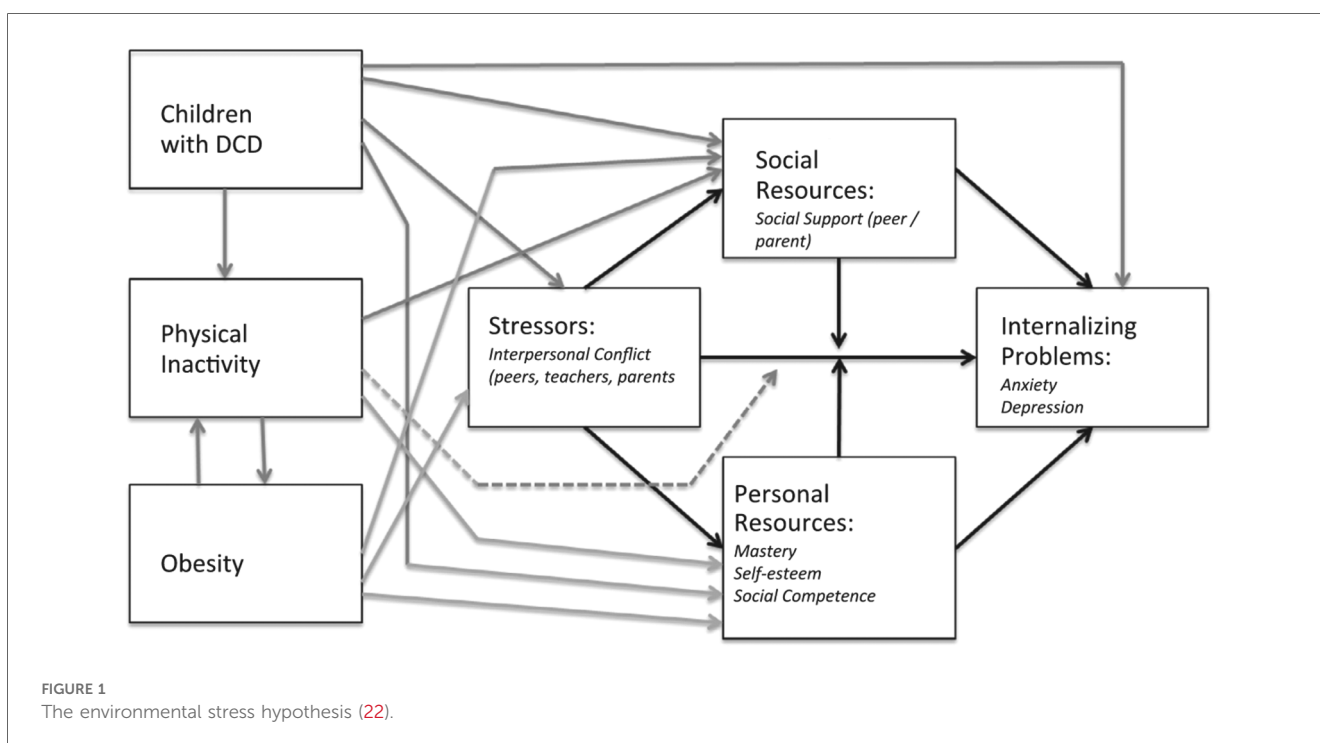 Children
with DCD
Social
Resources:
Social Support (peer /
parent)
Physical
Inactivity
Stressors:
Interpersonal Conflict
(peers, teachers, parents
Internalizing
Problems:
Anxiety
Depression
Obesity
Personal
Resources:
Mastery
Self-esteem
Social Competence
FIGURE 1
The environmental stress hypothesis (22).